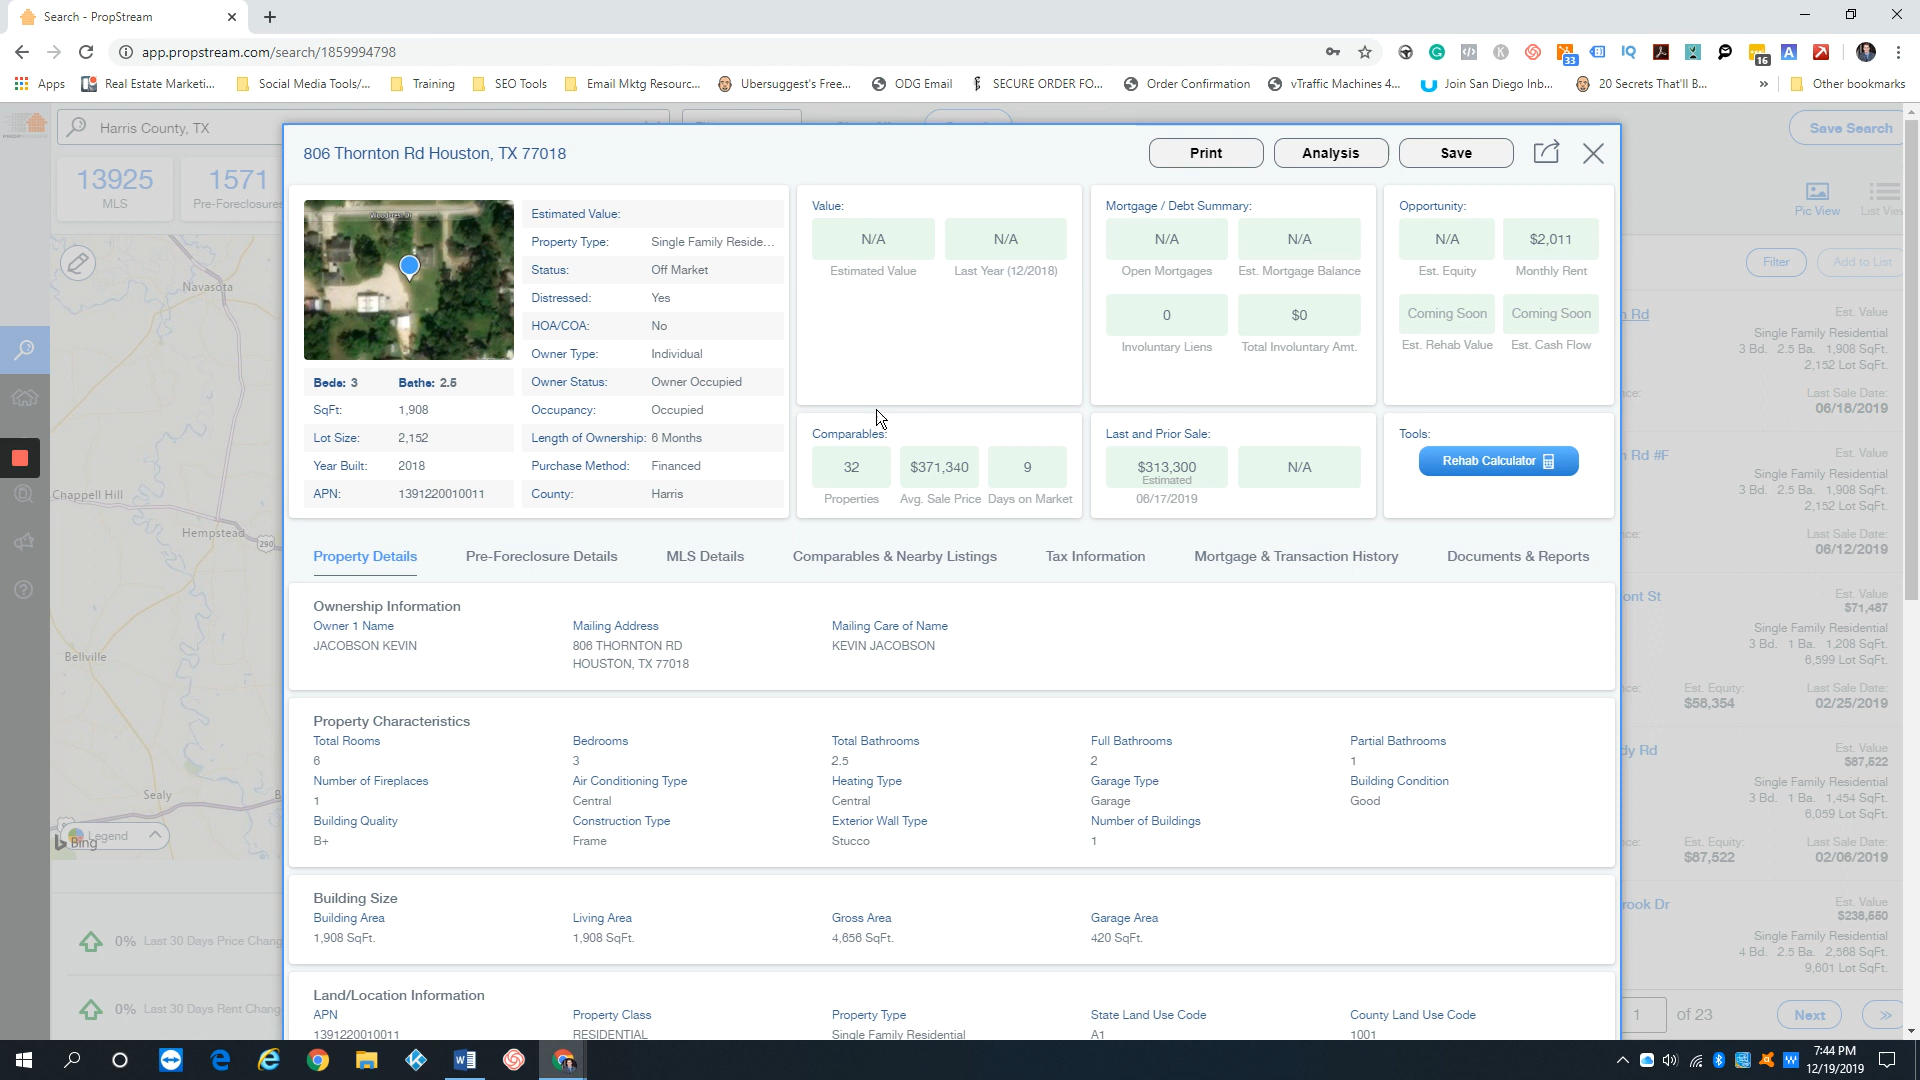 Search - PropStream
app.propstream.com/search/1859994798
33
16
Apps Real Estate Marketi... Social Media Tools/... Training SEO Tools Email Mktg Resourc... Ubersuggest's Free... ODG Email SECURE ORDER FO... Order Confirmation vTraffic Machines 4... Join San Diego Inb... 20 Secrets That'll B... » Other bookmarks
Harris County, TX
Save Search
13925
MLS
1571
Pre-Foreclosures
Pic View
List View
Filter
Add to List
Navasota
Chappell Hill
Hempstead
290
Bellville
Sealy
Legend
Bing
0% Last 30 Days Price Chang
0% Last 30 Days Rent Chang
806 Thornton Rd Houston, TX 77018
Print Analysis Save
Estimated Value:
Property Type: Single Family Reside...
Status: Off Market
Distressed: Yes
HOA/COA: No
Owner Type: Individual
Owner Status: Owner Occupied
Occupancy: Occupied
Length of Ownership: 6 Months
Purchase Method: Financed
County: Harris
Beds: 3 Baths: 2.5
SqFt: 1,908
Lot Size: 2,152
Year Built: 2018
APN: 1391220010011
Value:
N/A N/A
Estimated Value Last Year (12/2018)
Mortgage / Debt Summary:
N/A N/A
Open Mortgages Est. Mortgage Balance
0 $0
Involuntary Liens Total Involuntary Amt.
Opportunity:
N/A $2,011
Est. Equity Monthly Rent
Coming Soon Coming Soon
Est. Rehab Value Est. Cash Flow
Comparables:
32 $371,340 9
Properties Avg. Sale Price Days on Market
Last and Prior Sale:
$313,300 N/A
Estimated
06/17/2019
Tools:
Rehab Calculator
Property Details Pre-Foreclosure Details MLS Details Comparables & Nearby Listings Tax Information Mortgage & Transaction History Documents & Reports
Ownership Information
Owner 1 Name Mailing Address Mailing Care of Name
JACOBSON KEVIN 806 THORNTON RD KEVIN JACOBSON
HOUSTON, TX 77018
Property Characteristics
Total Rooms Bedrooms Total Bathrooms Full Bathrooms Partial Bathrooms
6 3 2.5 2 1
Number of Fireplaces Air Conditioning Type Heating Type Garage Type Building Condition
1 Central Central Garage Good
Building Quality Construction Type Exterior Wall Type Number of Buildings
B+ Frame Stucco 1
Building Size
Building Area Living Area Gross Area Garage Area
1,908 SqFt. 1,908 SqFt. 4,656 SqFt. 420 SqFt.
Land/Location Information
APN Property Class Property Type State Land Use Code County Land Use Code
1391220010011 RESIDENTIAL Single Family Residential A1 1001
n Rd Est. Value
Single Family Residential
3 Bd. 2.5 Ba. 1,908 SqFt.
2,152 Lot SqFt.
ce: Last Sale Date:
06/18/2019
n Rd #F Est. Value
Single Family Residential
3 Bd. 2.5 Ba. 1,908 SqFt.
2,152 Lot SqFt.
ce: Last Sale Date:
06/12/2019
ont St Est. Value
$71,487
Single Family Residential
3 Bd. 1 Ba. 1,208 SqFt.
6,599 Lot SqFt.
ce: Est. Equity: Last Sale Date:
$58,354 02/25/2019
dy Rd Est. Value
$87,522
Single Family Residential
3 Bd. 1 Ba. 1,454 SqFt.
6,059 Lot SqFt.
ce: Est. Equity: Last Sale Date:
$87,522 02/06/2019
rook Dr Est. Value
$238,550
Single Family Residential
4 Bd. 2.5 Ba. 2,568 SqFt.
9,601 Lot SqFt.
1 of 23 Next »
7:44 PM
12/19/2019